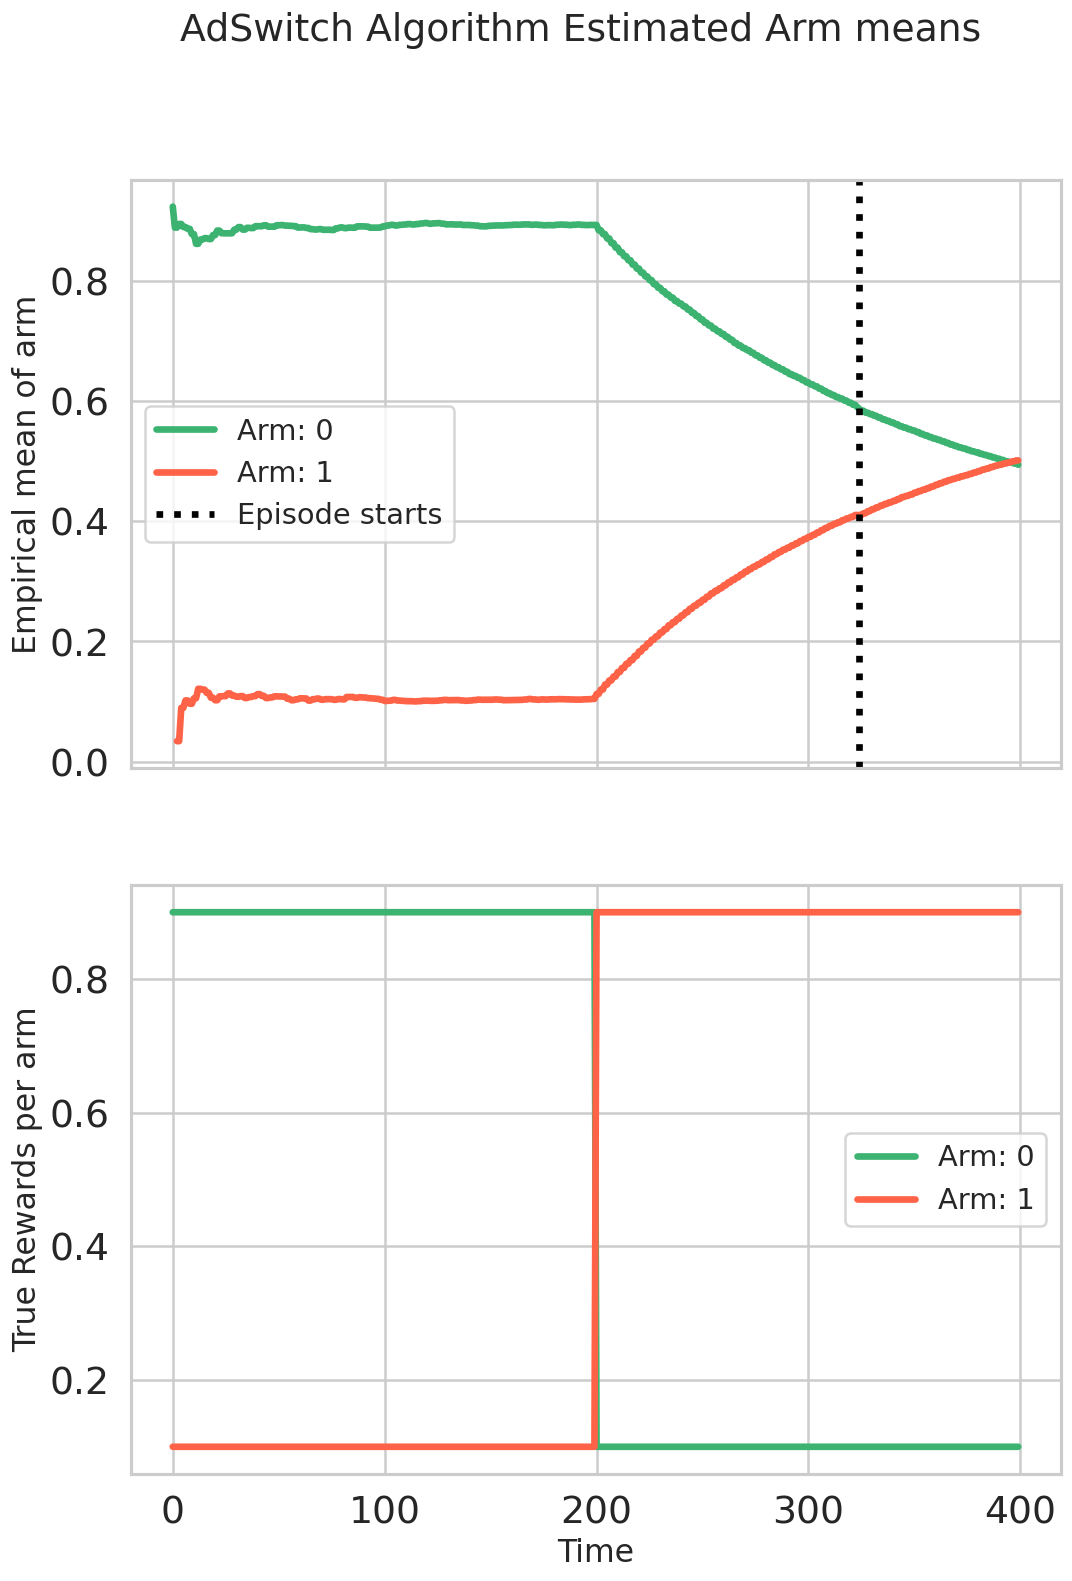 AdSwitch Algorithm Estimated Arm means
Empirical mean of arm
0.8
0.6
0.4
0.2
0.0
Arm: 0
Arm: 1
Episode starts
True Rewards per arm
0.8
0.6
0.4
0.2
Arm: 0
Arm: 1
0 100 200 300 400
Time